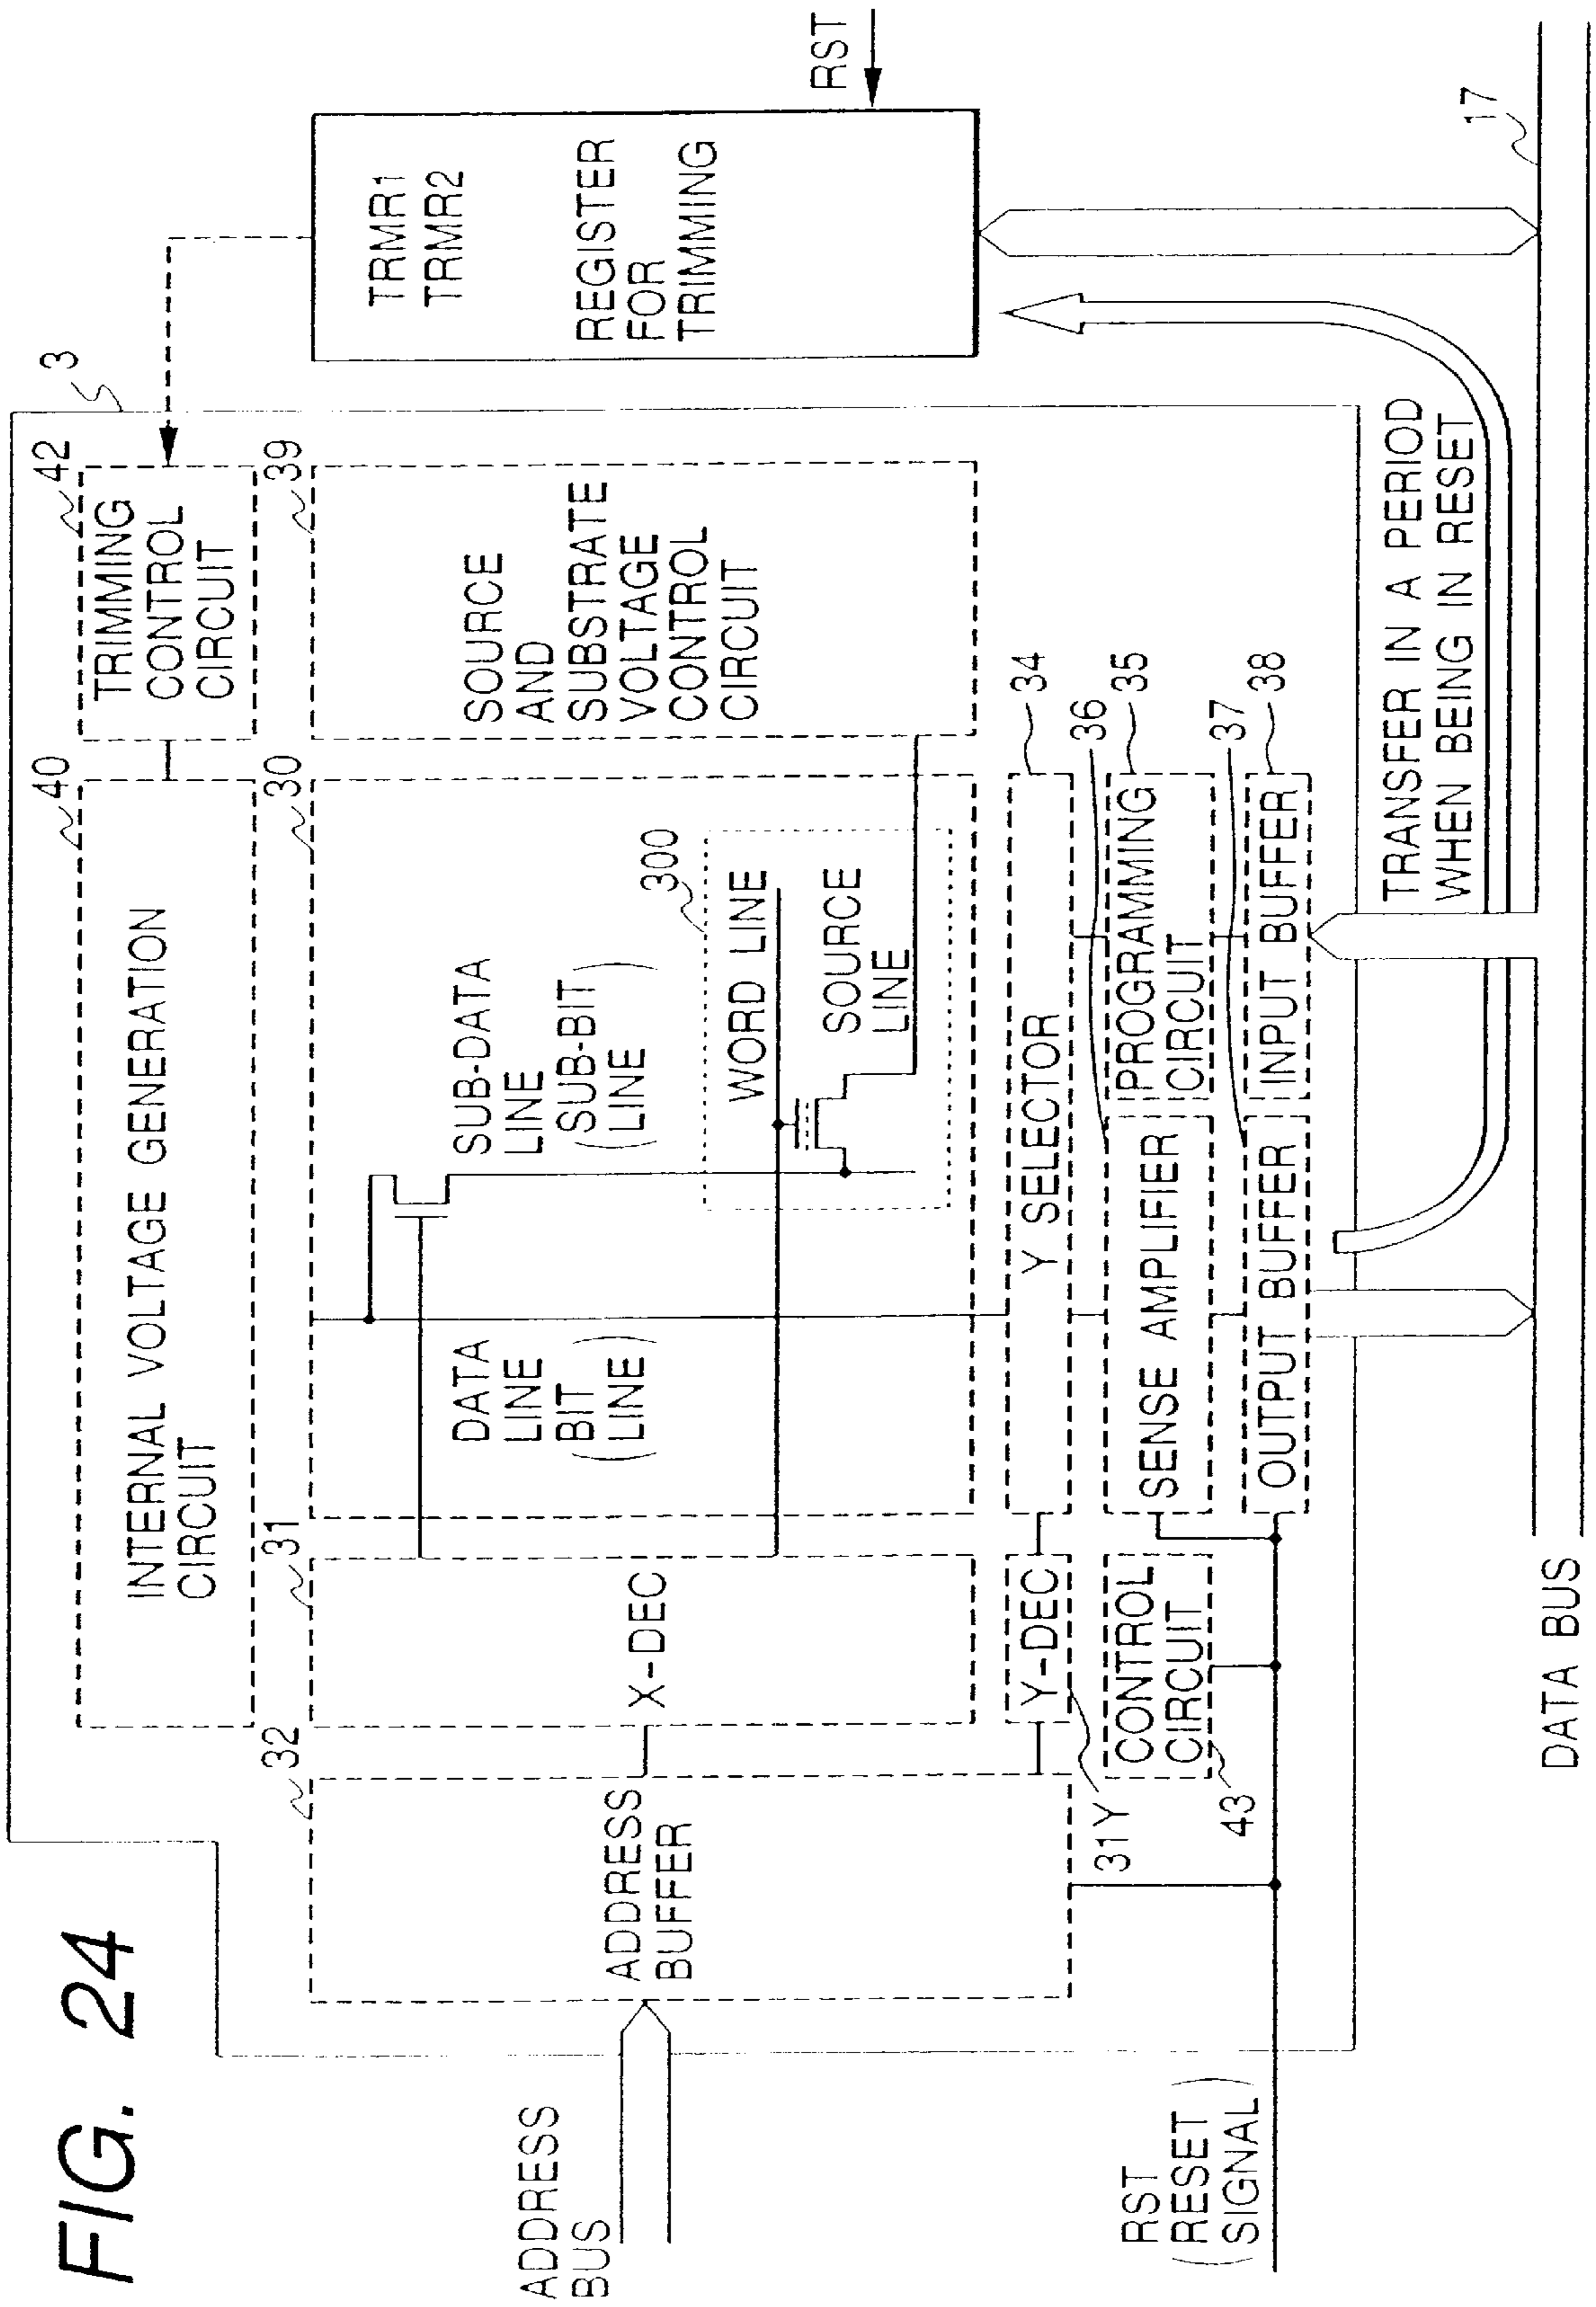 FIG. 24
3
40
INTERNAL VOLTAGE GENERATION
CIRCUIT
42
TRIMMING
CONTROL
CIRCUIT
TRMR1
TRMR2
REGISTER
FOR
TRIMMING
RST
32
ADDRESS
BUFFER
ADDRESS
BUS
31
X-DEC
30
DATA
LINE
(BIT
LINE)
SUB-DATA
LINE
(SUB-BIT
LINE)
300
WORD LINE
SOURCE
LINE
39
SOURCE
AND
SUBSTRATE
VOLTAGE
CONTROL
CIRCUIT
31Y
Y-DEC
Y SELECTOR
34
43
CONTROL
CIRCUIT
SENSE AMPLIFIER
36
PROGRAMMING
CIRCUIT
35
OUTPUT BUFFER
37
INPUT BUFFER
38
RST
(RESET
SIGNAL)
TRANSFER IN A PERIOD
WHEN BEING IN RESET
DATA BUS
17